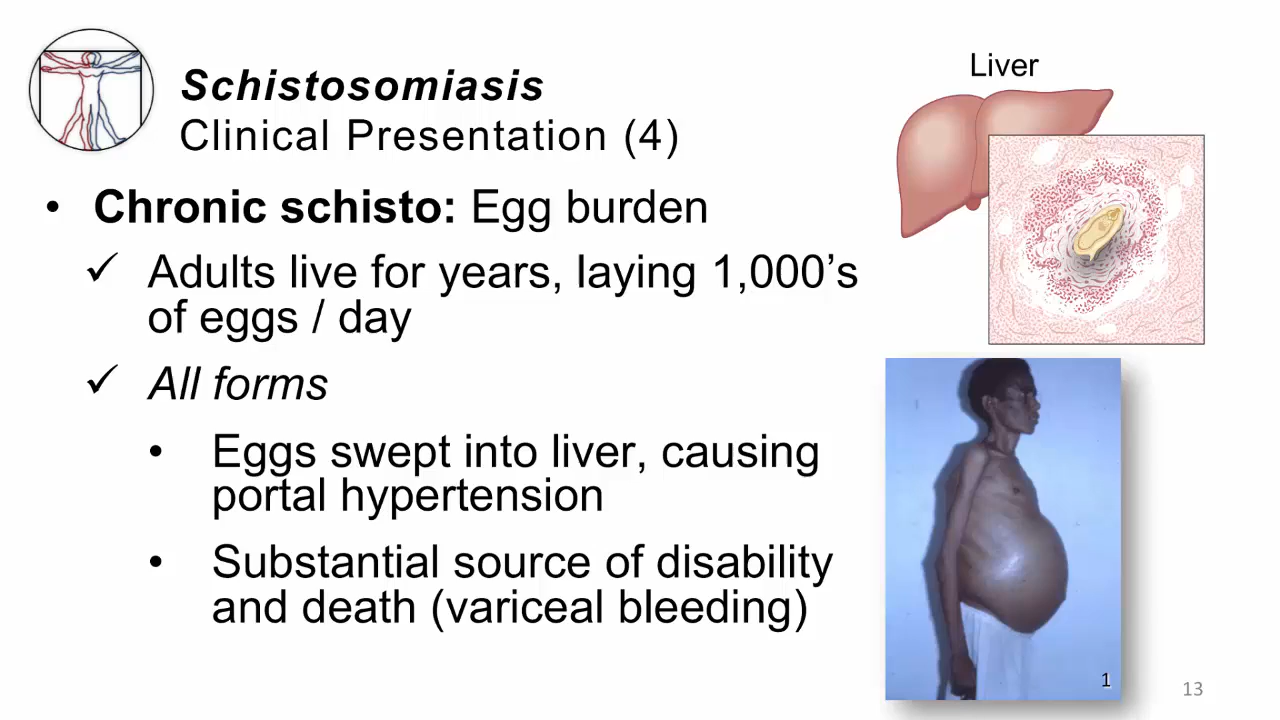 Schistosomiasis
Clinical Presentation (4)
Liver
• Chronic schisto: Egg burden
✓ Adults live for years, laying 1,000’s
of eggs / day
✓ All forms
• Eggs swept into liver, causing
portal hypertension
• Substantial source of disability
and death (variceal bleeding)
1
13